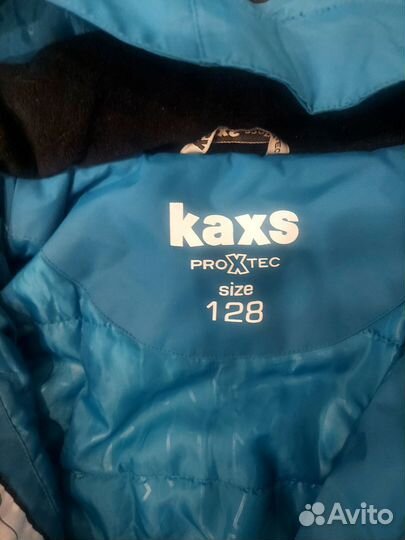 kaxs
PROXTEC
size
128
Avito